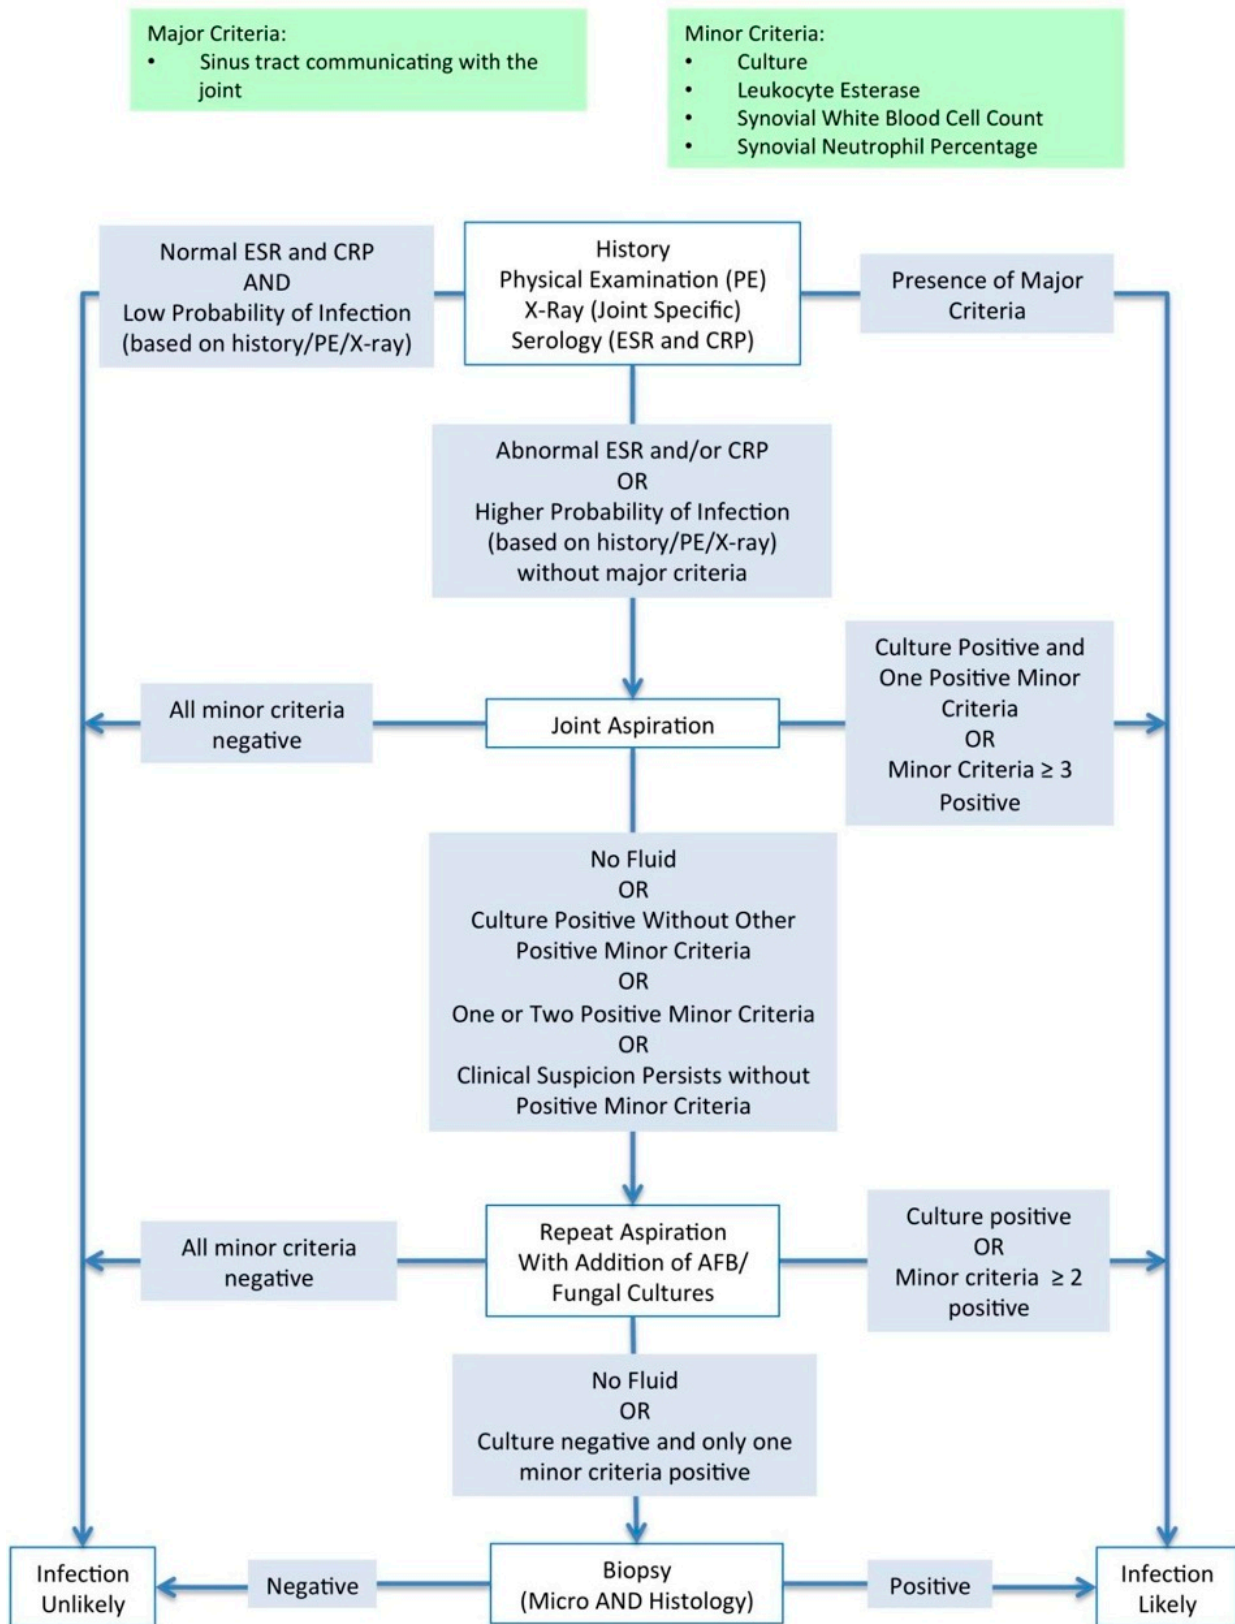 Major Criteria:
• Sinus tract communicating with the
joint
Minor Criteria:
• Culture
• Leukocyte Esterase
• Synovial White Blood Cell Count
• Synovial Neutrophil Percentage
Normal ESR and CRP
AND
Low Probability of Infection
(based on history/PE/X-ray)
History
Physical Examination (PE)
X-Ray (Joint Specific)
Serology (ESR and CRP)
Presence of Major
Criteria
Abnormal ESR and/or CRP
OR
Higher Probability of Infection
(based on history/PE/X-ray)
without major criteria
All minor criteria
negative
Joint Aspiration
Culture Positive and
One Positive Minor
Criteria
OR
Minor Criteria ≥ 3
Positive
No Fluid
OR
Culture Positive Without Other
Positive Minor Criteria
OR
One or Two Positive Minor Criteria
OR
Clinical Suspicion Persists without
Positive Minor Criteria
All minor criteria
negative
Repeat Aspiration
With Addition of AFB/
Fungal Cultures
Culture positive
OR
Minor criteria ≥ 2
positive
No Fluid
OR
Culture negative and only one
minor criteria positive
Infection
Unlikely
Negative
Biopsy
(Micro AND Histology)
Positive
Infection
Likely